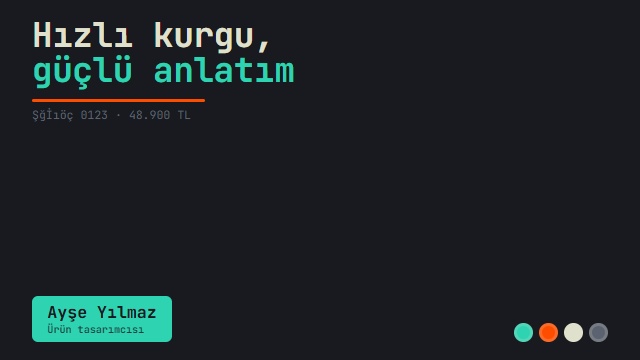 Hızlı kurgu,
güçlü anlatım
ŞğİıöÇ 0123 · 48.900 TL
Ayşe Yılmaz
Ürün tasarımcısı